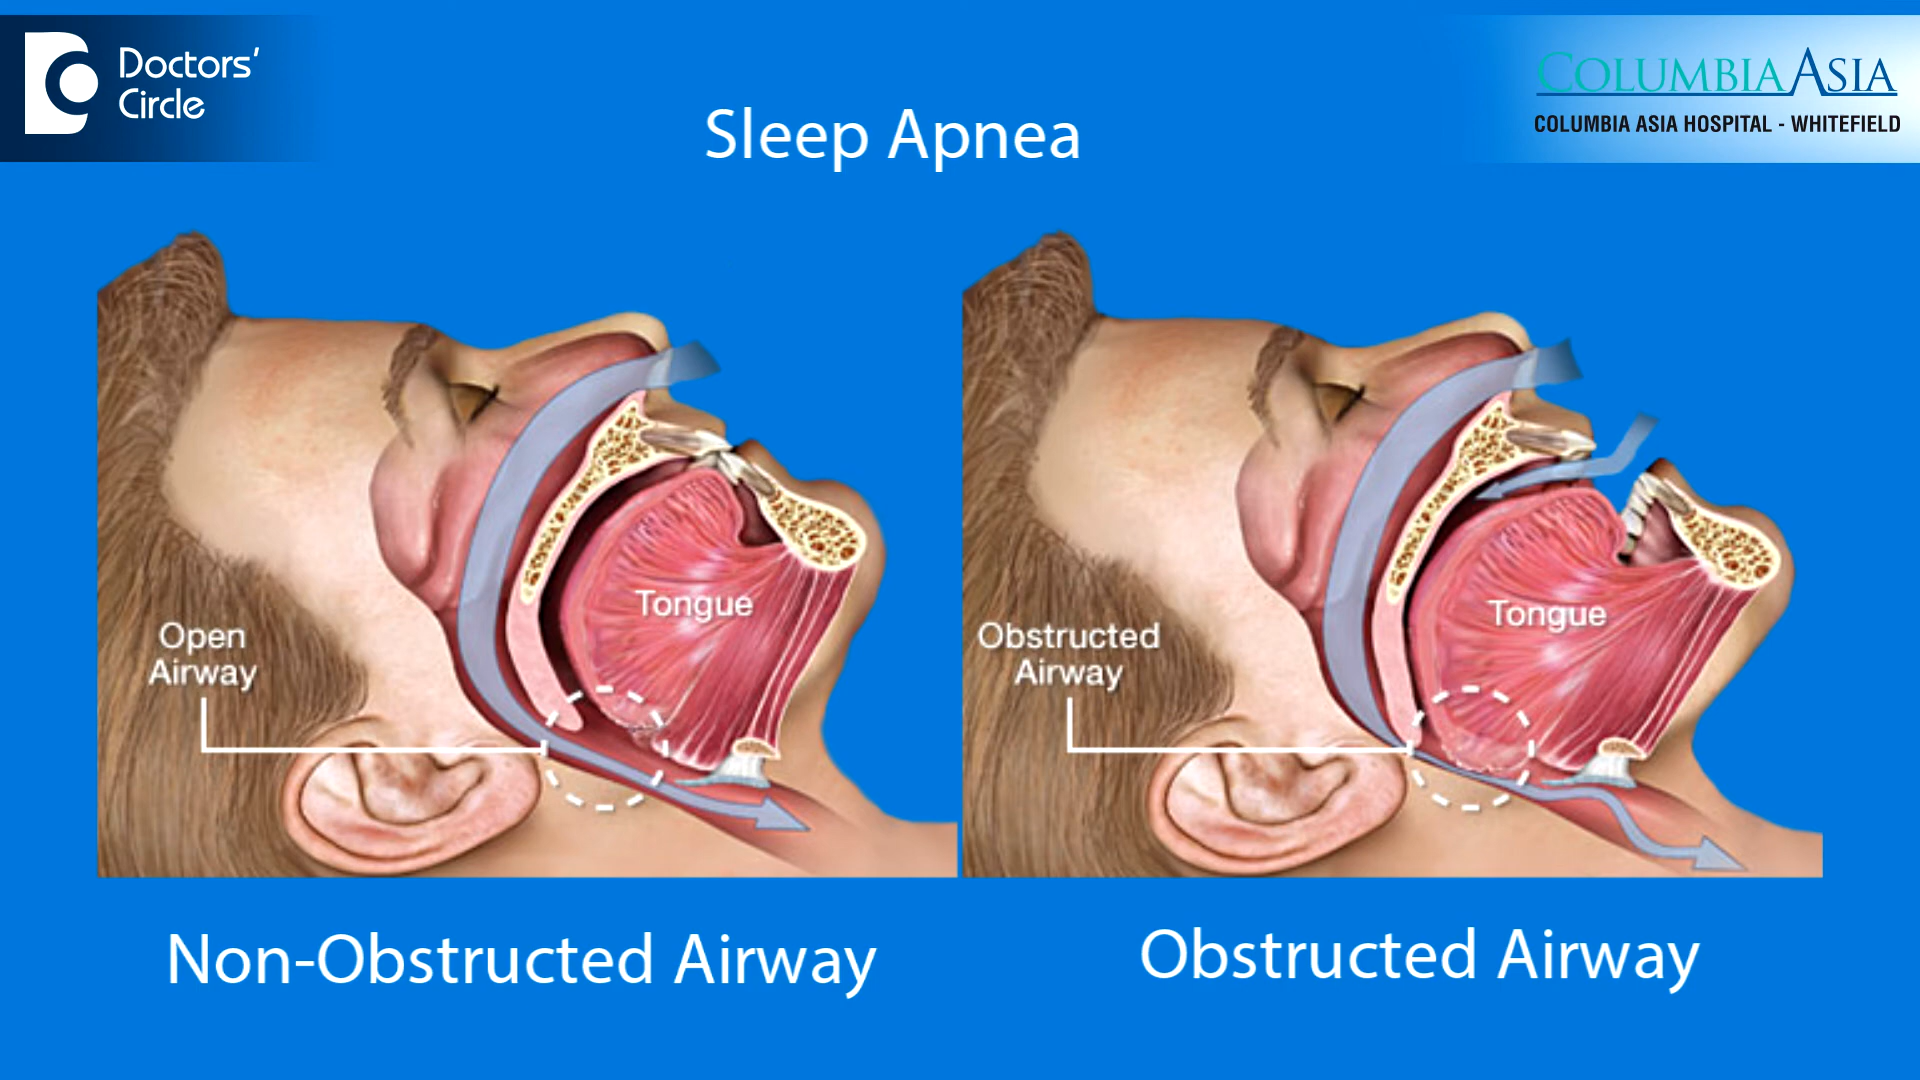 Doctors'
Circle
COLUMBIA ASIA
COLUMBIA ASIA HOSPITAL - WHITEFIELD
Sleep Apnea
Open
Airway
Tongue
Obstructed
Airway
Tongue
Non-Obstructed Airway
Obstructed Airway